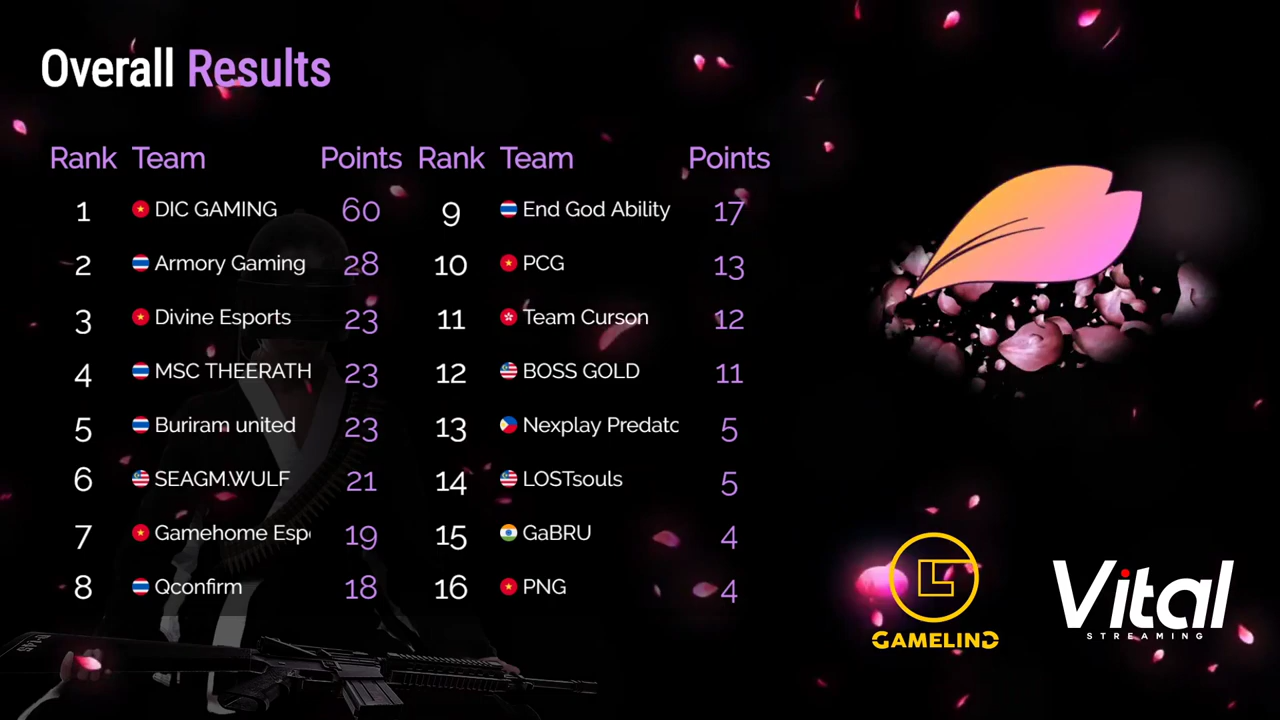 Overall Results
Rank Team Points Rank Team Points
1 DIC GAMING 60 9 End God Ability 17
2 Armory Gaming 28 10 PCG 13
3 Divine Esports 23 11 Team Curson 12
4 MSC THEERATH 23 12 BOSS GOLD 11
5 Buriram united 23 13 Nexplay Predatc 5
6 SEAGM.WULF 21 14 LOSTsouls 5
7 Gamehome Esp 19 15 GaBRU 4
8 Qconfirm 18 16 PNG 4
GAMELING
Vital
STREAMING